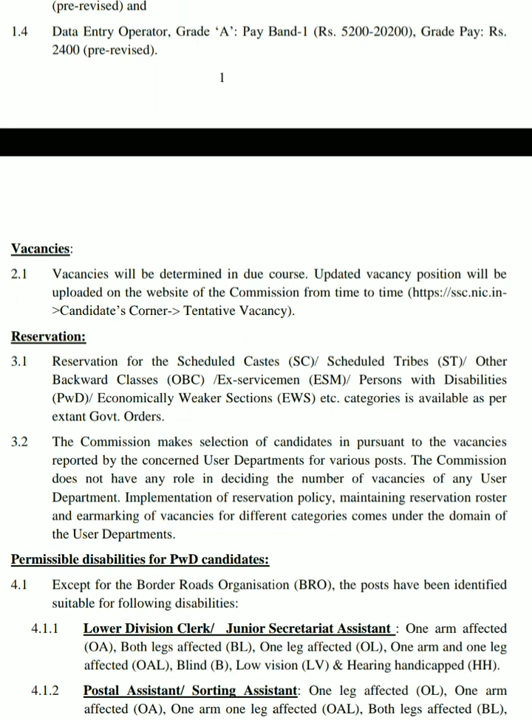 (pre-revised) and
1.4 Data Entry Operator, Grade ‘A’: Pay Band-1 (Rs. 5200-20200), Grade Pay: Rs.
2400 (pre-revised).
1
Vacancies:
2.1 Vacancies will be determined in due course. Updated vacancy position will be
uploaded on the website of the Commission from time to time (https://ssc.nic.in-
>Candidate’s Corner-> Tentative Vacancy).
Reservation:
3.1 Reservation for the Scheduled Castes (SC)/ Scheduled Tribes (ST)/ Other
Backward Classes (OBC) /Ex-servicemen (ESM)/ Persons with Disabilities
(PwD)/ Economically Weaker Sections (EWS) etc. categories is available as per
extant Govt. Orders.
3.2 The Commission makes selection of candidates in pursuant to the vacancies
reported by the concerned User Departments for various posts. The Commission
does not have any role in deciding the number of vacancies of any User
Department. Implementation of reservation policy, maintaining reservation roster
and earmarking of vacancies for different categories comes under the domain of
the User Departments.
Permissible disabilities for PwD candidates:
4.1 Except for the Border Roads Organisation (BRO), the posts have been identified
suitable for following disabilities:
4.1.1 Lower Division Clerk/ Junior Secretariat Assistant : One arm affected
(OA), Both legs affected (BL), One leg affected (OL), One arm and one leg
affected (OAL), Blind (B), Low vision (LV) & Hearing handicapped (HH).
4.1.2 Postal Assistant/ Sorting Assistant: One leg affected (OL), One arm
affected (OA), One arm one leg affected (OAL), Both legs affected (BL),